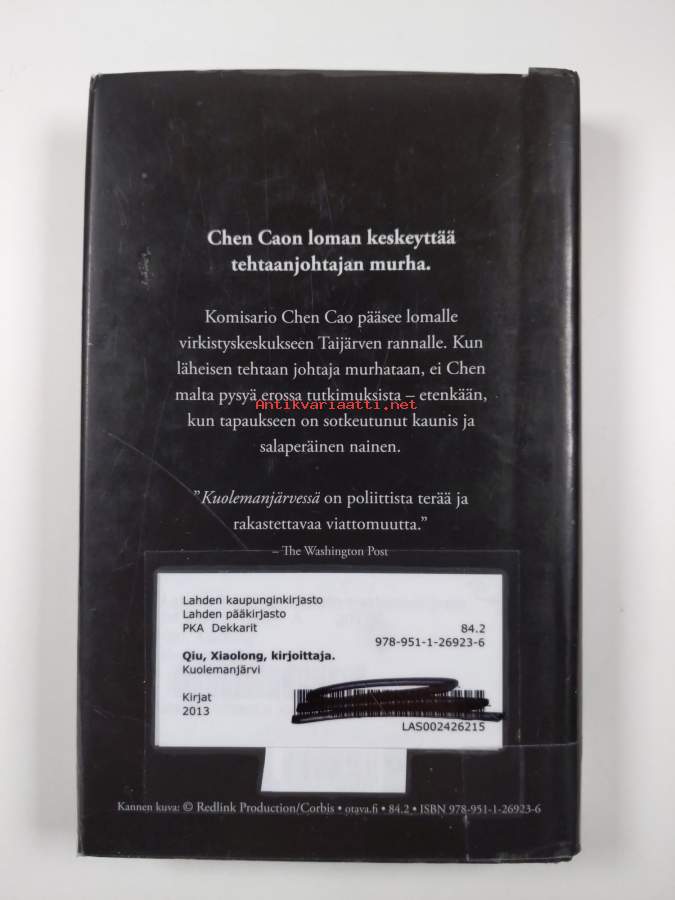 Chen Caon loman keskeyttää
tehtaanjohtajan murha.
Komisario Chen Cao pääsee lomalle
virkistyskeskukseen Taijärven rannalle. Kun
läheisen tehtaan johtaja murhataan, ei Chen
malta pysyä erossa tutkimuksista – etenkään,
Antikvariaatti.net
kun tapaukseen on sotkeutunut kaunis ja
salaperäinen nainen.
”Kuolemanjärvessä on poliittista terää ja
rakastettavaa viattomuutta.”
– The Washington Post
Lahden kaupunginkirjasto
Lahden pääkirjasto
PKA Dekkarit 84.2
978-951-1-26923-6
Qiu, Xiaolong, kirjoittaja.
Kuolemanjärvi
Kirjat
2013
LAS002426215
Kannen kuva: © Redlink Production/Corbis • otava.fi • 84.2 • ISBN 978-951-1-26923-6